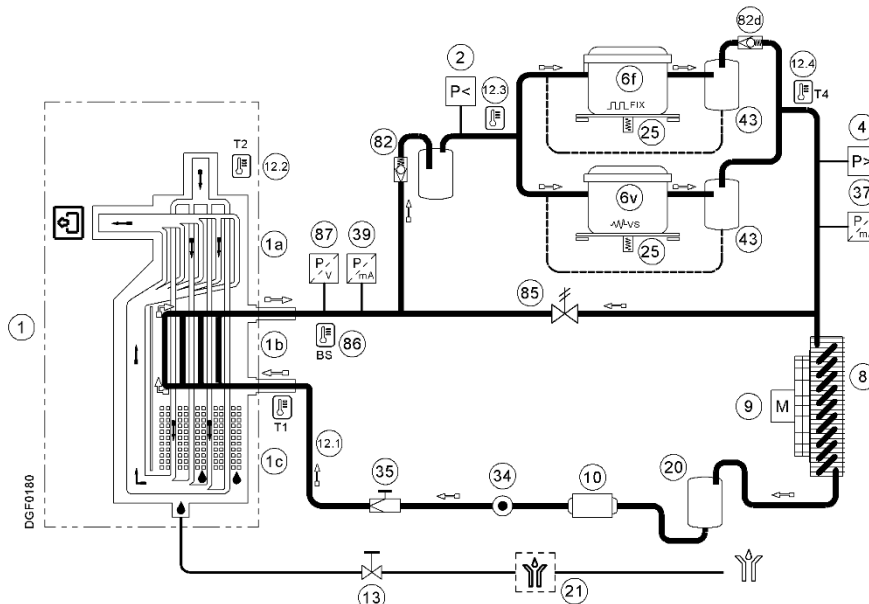 82d
2
12.3
P<
6f
FIX
12.4
T4
T2
12.2
82
25
43
4
P>
6v
VS
37
P
mA
1a
87
39
P
V
P
mA
25
43
85
1
BS
86
1b
8
9
M
T1
12.1
35
34
10
20
1c
DGF0180
13
21